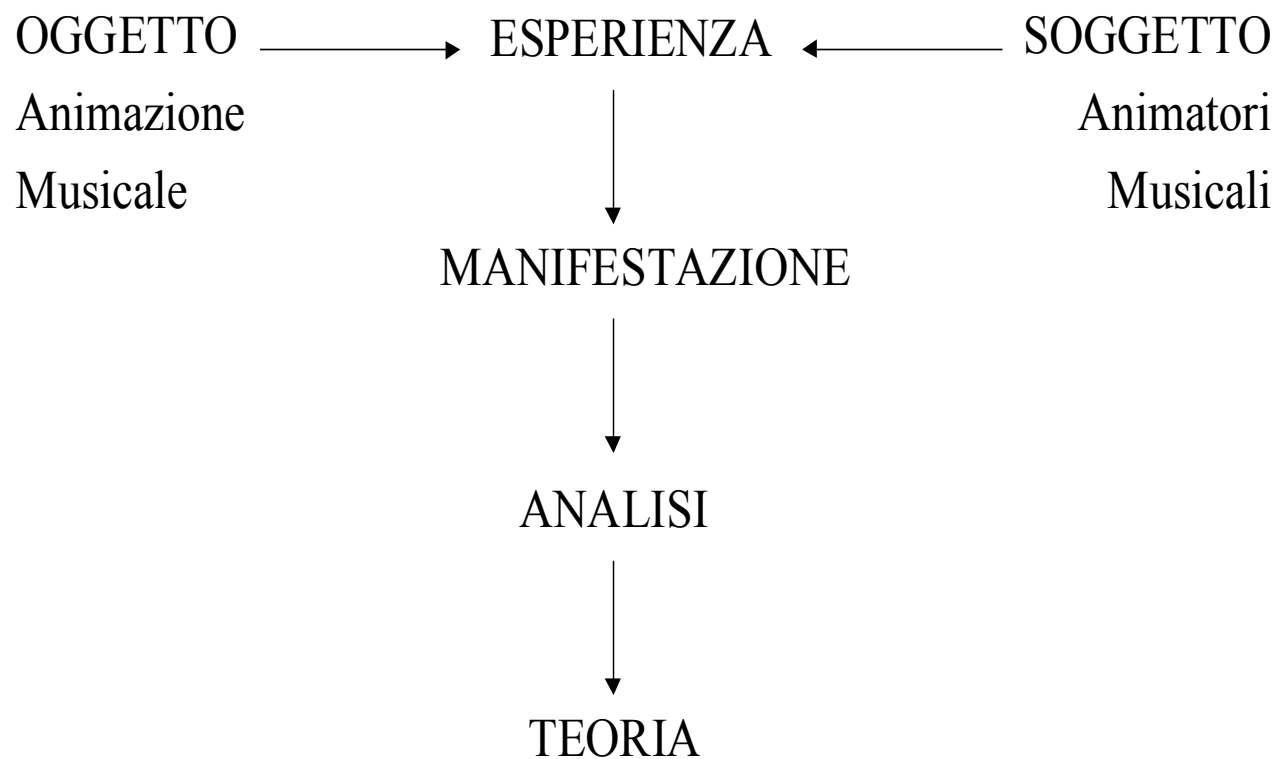 OGGETTO ESPERIENZA SOGGETTO
Animazione Animatori
Musicale Musicali
MANIFESTAZIONE
ANALISI
TEORIA